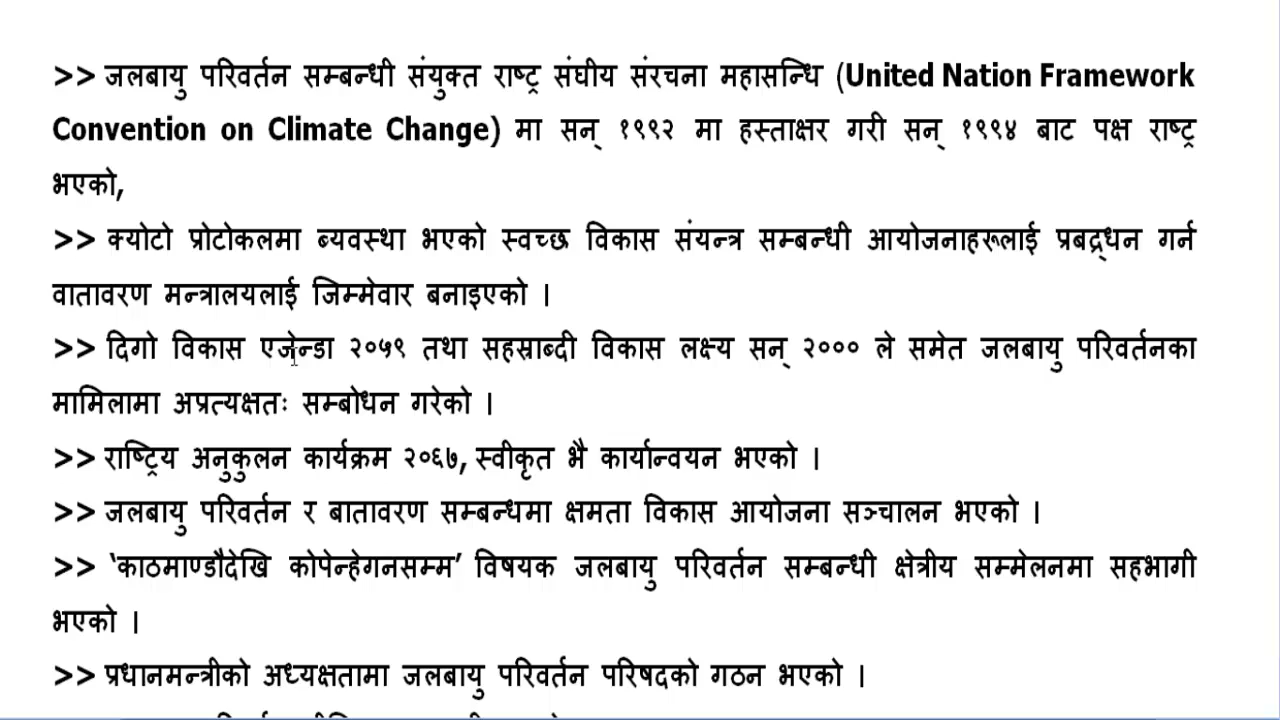 >> जलबायु परिवर्तन सम्बन्धी संयुक्त राष्ट्र संघीय संरचना महासन्धि (United Nation Framework
Convention on Climate Change) मा सन् १९९२ मा हस्ताक्षर गरी सन् १९९४ बाट पक्ष राष्ट्र
भएको,
>> क्योटो प्रोटोकलमा ब्यवस्था भएको स्वच्छ विकास संयन्त्र सम्बन्धी आयोजनाहरूलाई प्रबद्र्धन गर्न
वातावरण मन्त्रालयलाई जिम्मेवार बनाइएको ।
>> दिगो विकास एजेन्डा २०५९ तथा सहस्राब्दी विकास लक्ष्य सन् २००० ले समेत जलबायु परिवर्तनका
मामिलामा अप्रत्यक्षतः सम्बोधन गरेको ।
>> राष्ट्रिय अनुकुलन कार्यक्रम २०६७, स्वीकृत भै कार्यान्वयन भएको ।
>> जलबायु परिवर्तन र बातावरण सम्बन्धमा क्षमता विकास आयोजना सञ्चालन भएको ।
>> ‘काठमाण्डौदेखि कोपेन्हेगनसम्म’ विषयक जलबायु परिवर्तन सम्बन्धी क्षेत्रीय सम्मेलनमा सहभागी
भएको ।
>> प्रधानमन्त्रीको अध्यक्षतामा जलबायु परिवर्तन परिषदको गठन भएको ।